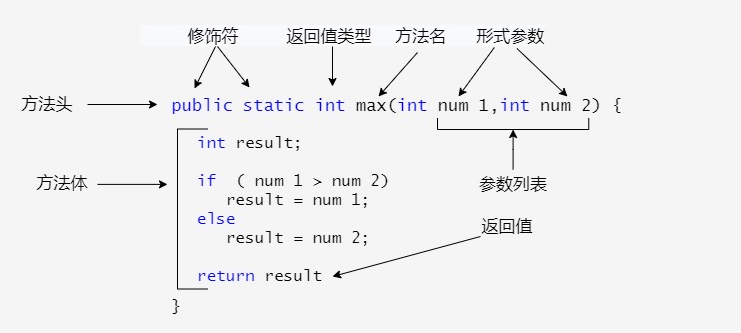 修饰符 返回值类型 方法名 形式参数
方法头 public static int max(int num 1,int num 2) {
int result;
方法体 if ( num 1 > num 2) 参数列表
result = num 1;
else 返回值
result = num 2;
return result
}